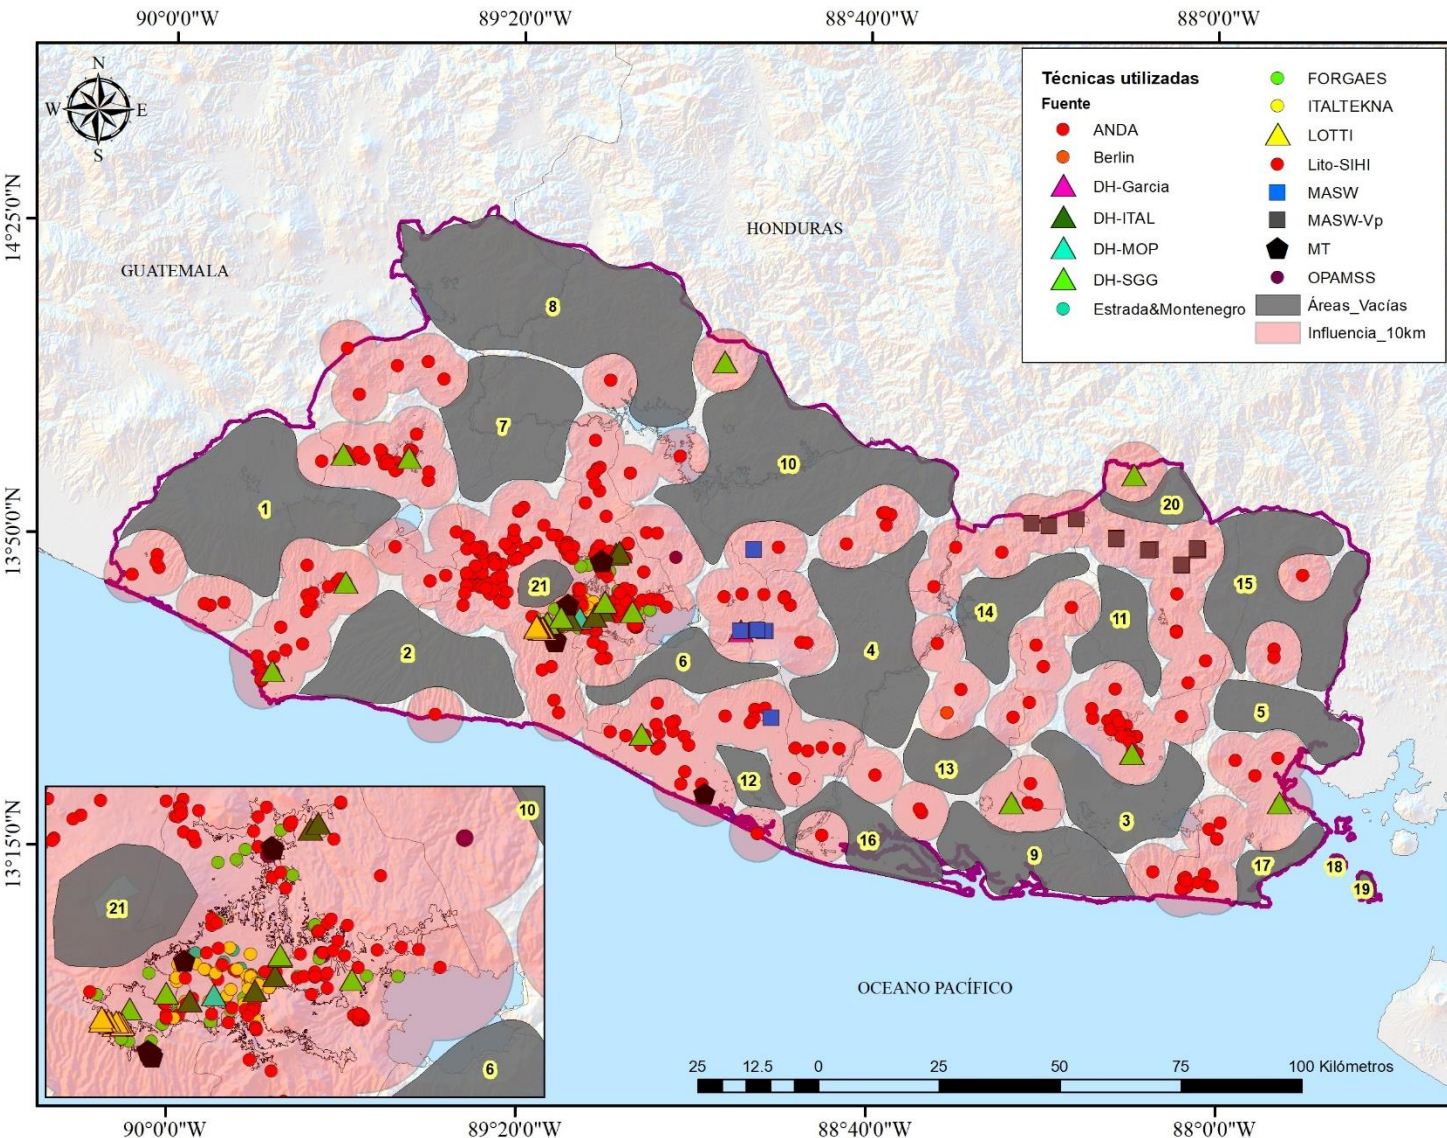 90°0'0"W 89°20'0"W 88°40'0"W 88°0'0"W
N
W E
S
14°25'0"N
13°50'0"N
13°15'0"N
Técnicas utilizadas
Fuente
ANDA
Berlin
DH-Garcia
DH-ITAL
DH-MOP
DH-SGG
Estrada&Montenegro
FORGAES
ITALTEKNA
LOTTI
Lito-SIHI
MASW
MASW-Vp
MT
OPAMSS
Áreas_Vacías
Influencia_10km
HONDURAS
GUATEMALA
8
7
10
1
20
21
15
14
11
2
6
4
5
13
12
3
16
9
17
18
19
10
21
6
OCEANO PACÍFICO
25 12.5 0 25 50 75 100 Kilómetros
90°0'0"W 89°20'0"W 88°40'0"W 88°0'0"W